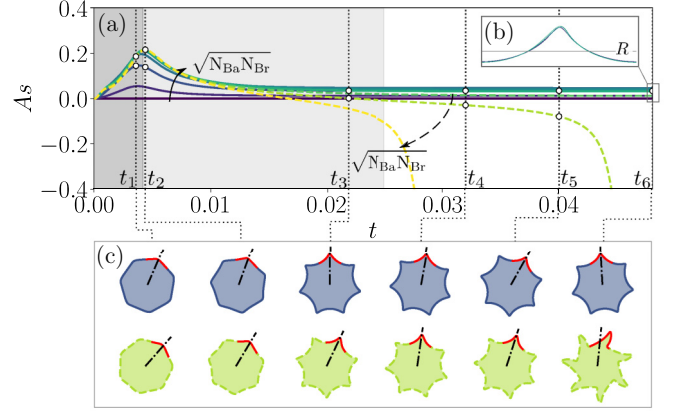 (a)
√N_Ba N_Br
(b)
R
As
0.4
0.2
0.0
−0.2
−0.4
√N_Ba N_Br
t₁ t₂ t₃ t₄ t₅ t₆
0.00 0.01 0.02 0.03 0.04
t
(c)